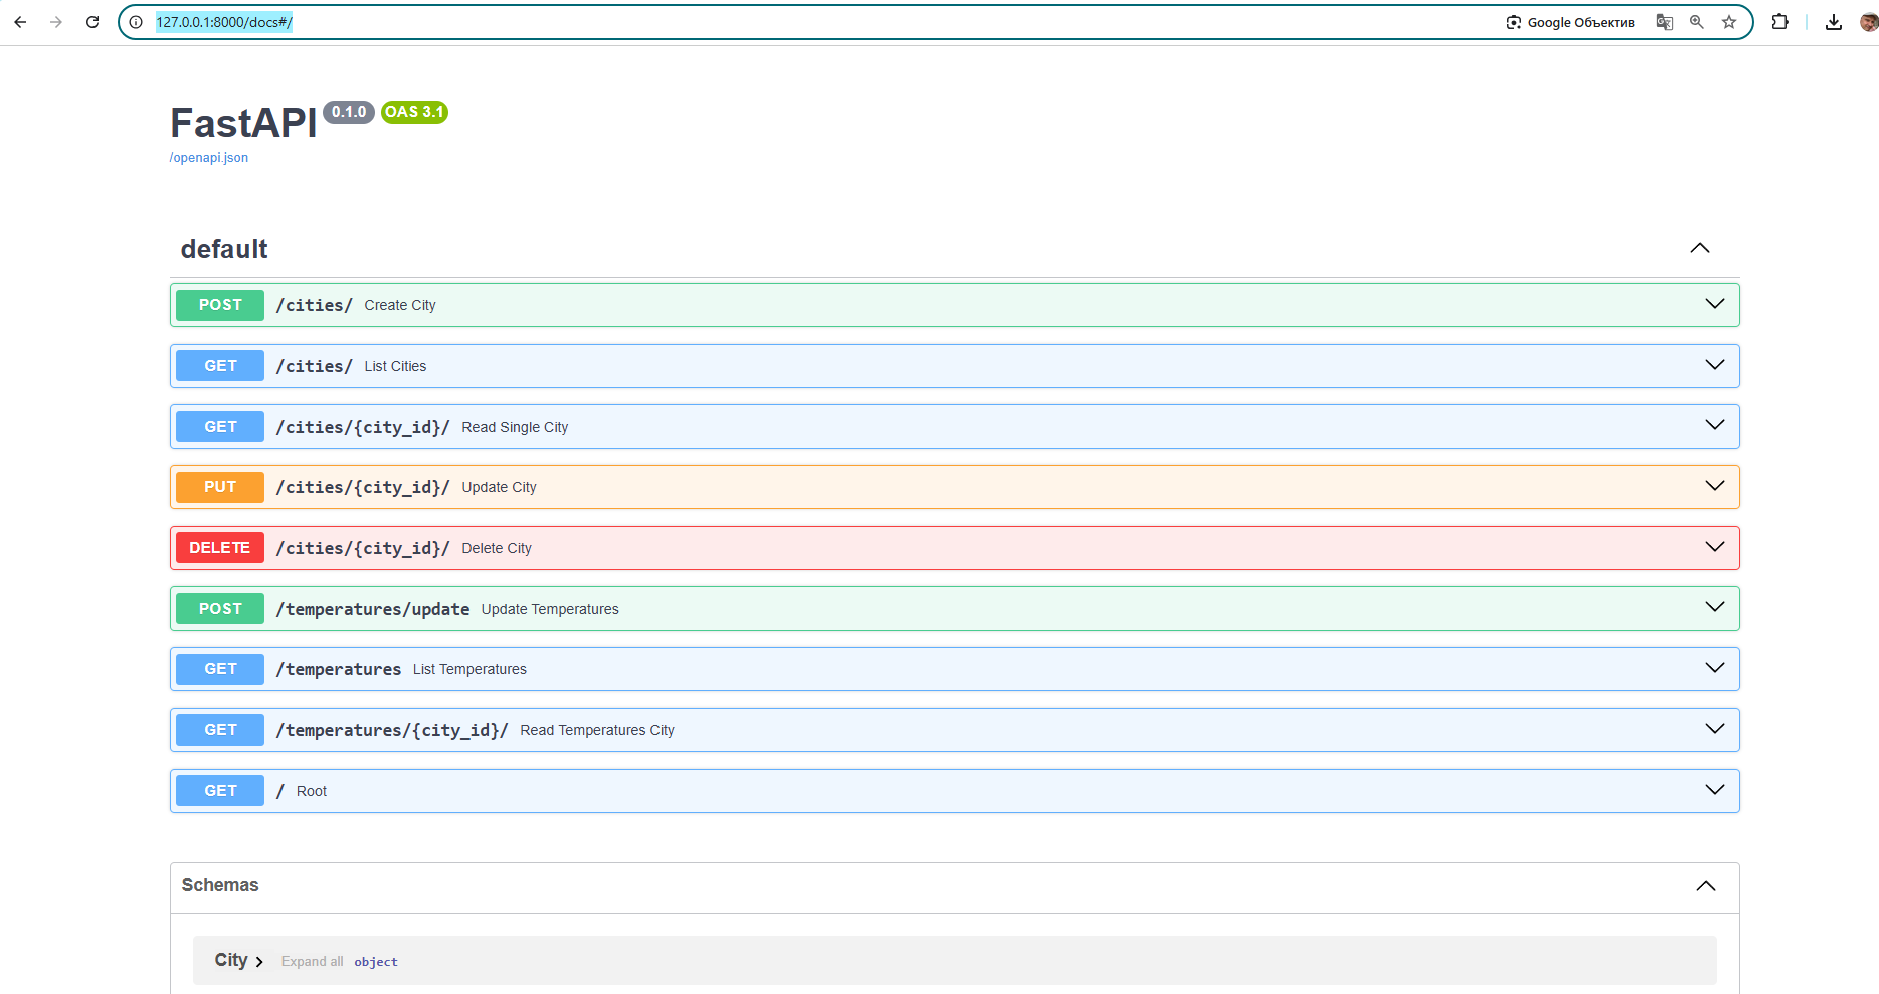 127.0.0.1:8000/docs#/ Google Объектив
FastAPI 0.1.0 OAS 3.1
/openapi.json
default
POST /cities/ Create City
GET /cities/ List Cities
GET /cities/{city_id}/ Read Single City
PUT /cities/{city_id}/ Update City
DELETE /cities/{city_id}/ Delete City
POST /temperatures/update Update Temperatures
GET /temperatures List Temperatures
GET /temperatures/{city_id}/ Read Temperatures City
GET / Root
Schemas
City Expand all object